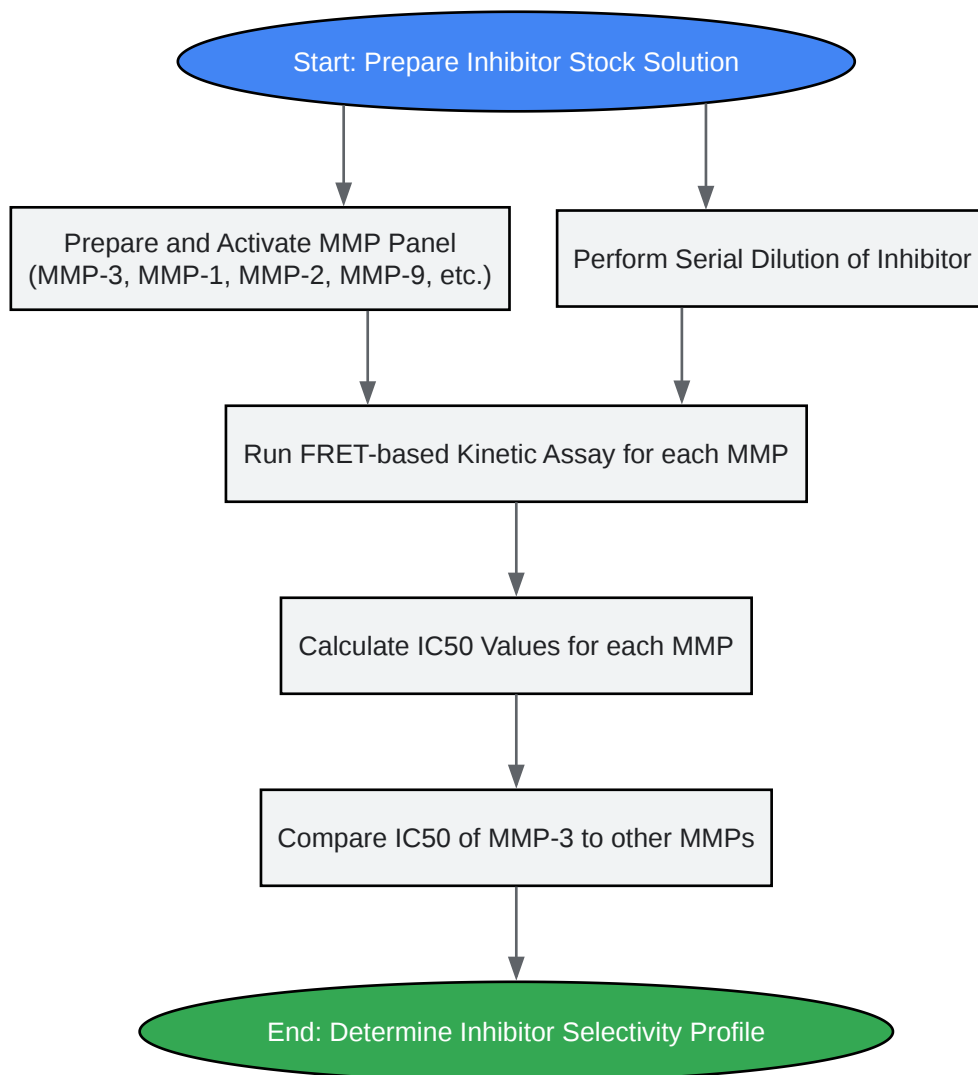 Start: Prepare Inhibitor Stock Solution
Prepare and Activate MMP Panel
(MMP-3, MMP-1, MMP-2, MMP-9, etc.)
Perform Serial Dilution of Inhibitor
Run FRET-based Kinetic Assay for each MMP
Calculate IC50 Values for each MMP
Compare IC50 of MMP-3 to other MMPs
End: Determine Inhibitor Selectivity Profile